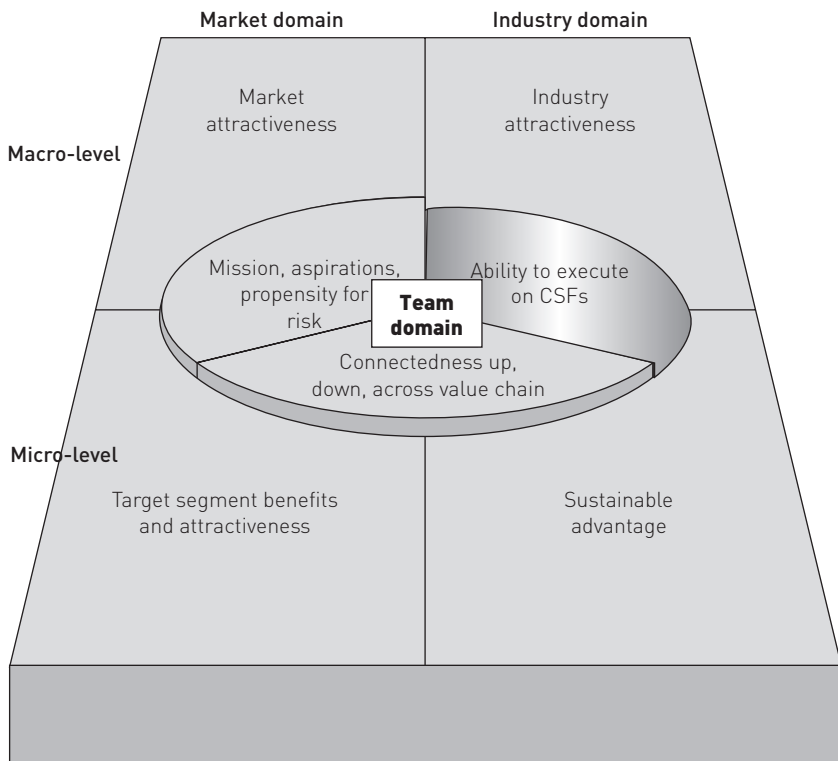 Market domain
Industry domain
Market
attractiveness
Industry
attractiveness
Macro-level
Mission, aspirations,
propensity for
risk
Ability to execute
on CSFs
Team
domain
Connectedness up,
down, across value chain
Micro-level
Target segment benefits
and attractiveness
Sustainable
advantage